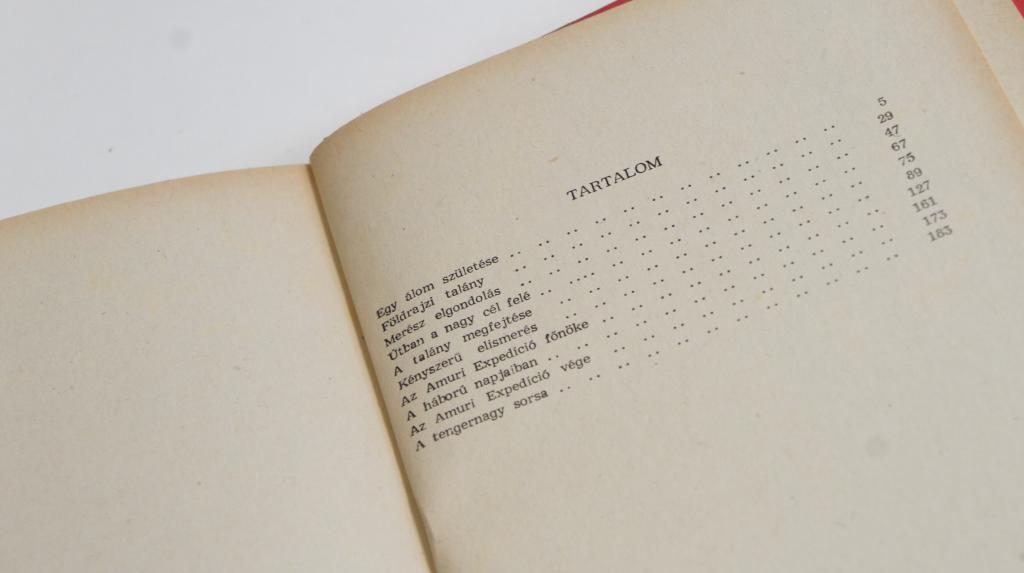 TARTALOM
Egy álom születése .. .. .. .. .. .. .. .. .. .. 5
Földrajzi talány .. .. .. .. .. .. .. .. .. .. 29
Merész elgondolás .. .. .. .. .. .. .. .. .. .. 47
Útban a nagy cél felé .. .. .. .. .. .. .. .. .. 67
A talány megfejtése .. .. .. .. .. .. .. .. .. 75
Kényszerű elismerés .. .. .. .. .. .. .. .. .. 89
Az Amuri Expedíció főnöke .. .. .. .. .. .. .. .. 127
A háború napjaiban .. .. .. .. .. .. .. .. .. .. 161
Az Amuri Expedíció vége .. .. .. .. .. .. .. .. 173
A tengernagy sorsa .. .. .. .. .. .. .. .. .. .. 183